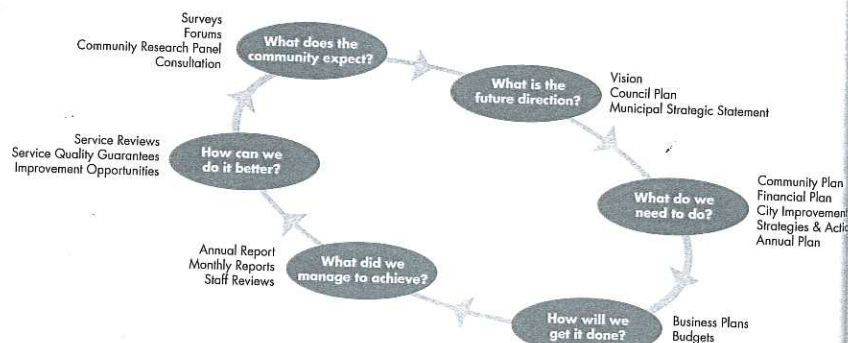 Surveys
Forums
Community Research Panel
Consultation
What does the
community expect?
What is the
future direction?
Vision
Council Plan
Municipal Strategic Statement
What do we
need to do?
Community Plan
Financial Plan
City Improvement
Strategies &
Annual Plan
How will we
get it done?
Business Plans
Budgets
What did we
manage to achieve?
Annual Report
Monthly Reports
Staff Reviews
How can we
do it better?
Service Reviews
Service Quality Guarantees
Improvement Opportunities